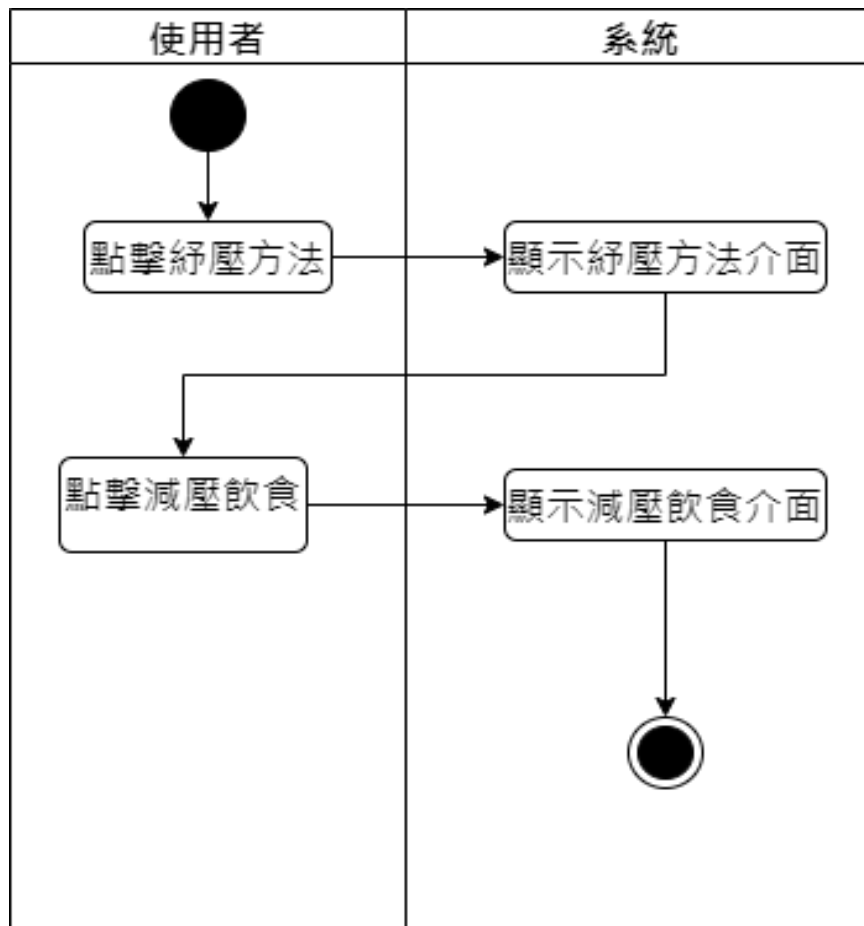 使用者
系統
點擊紓壓方法
顯示紓壓方法介面
點擊減壓飲食
顯示減壓飲食介面